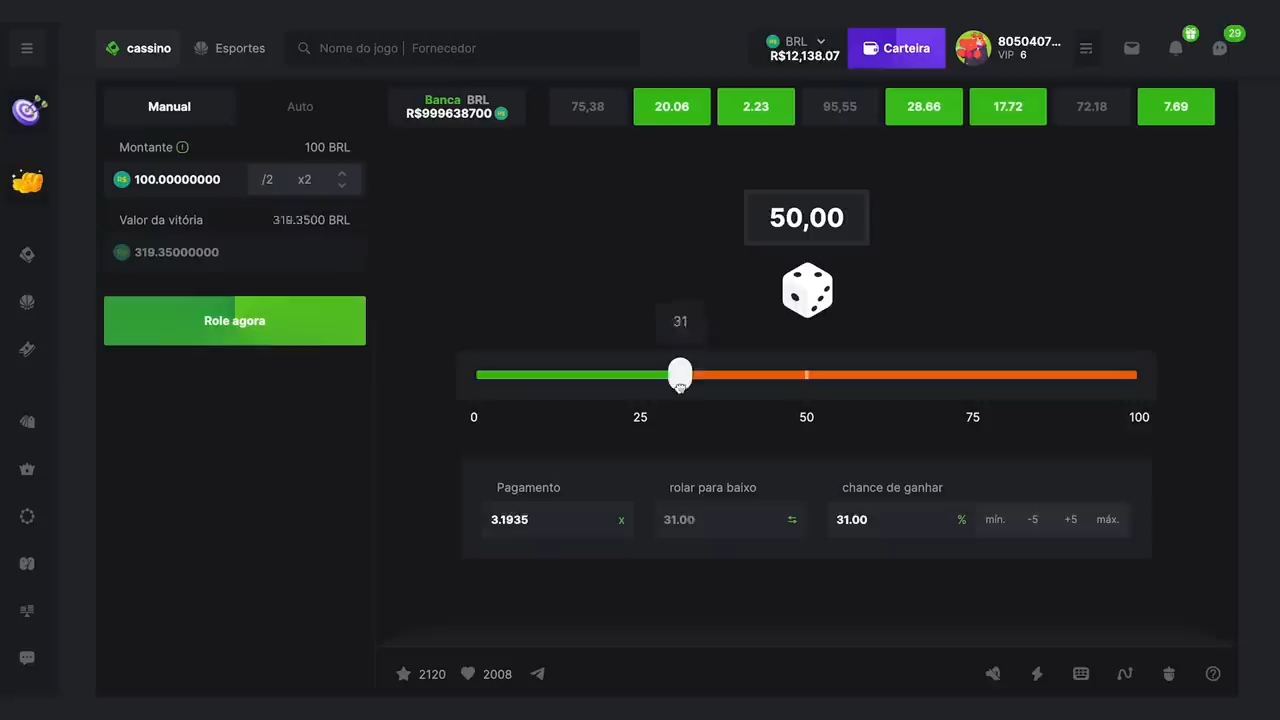 cassino
Esportes
Nome do jogo | Fornecedor
BRL
R$12,138.07
Carteira
8050407...
VIP 6
29
Manual
Auto
Banca BRL
R$999638700
75,38
20.06
2.23
95,55
28.66
17.72
72.18
7.69
Montante
100 BRL
100.00000000
/2
x2
Valor da vitória
319.3500 BRL
319.35000000
Role agora
50,00
31
0
25
50
75
100
Pagamento
rolar para baixo
chance de ganhar
3.1935
x
31.00
31.00
%
mín.
-5
+5
máx.
2120
2008